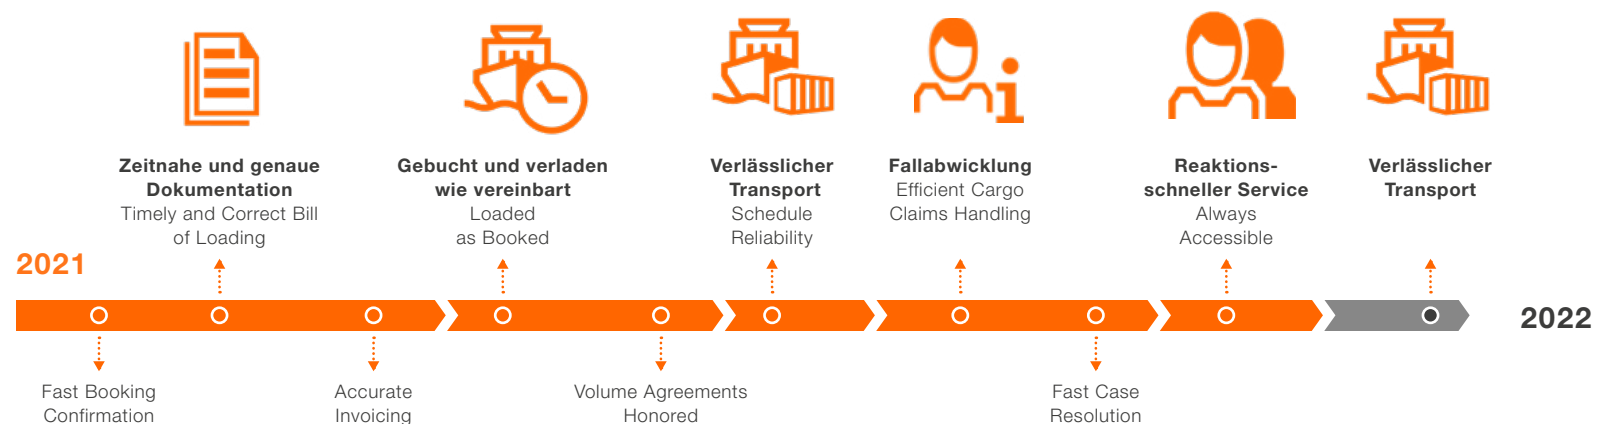 Zeitnahe und genaue
Dokumentation
Timely and Correct Bill
of Loading
Gebucht und verladen
wie vereinbart
Loaded
as Booked
Verlässlicher
Transport
Schedule
Reliability
Fallabwicklung
Efficient Cargo
Claims Handling
Reaktions-
schneller Service
Always
Accessible
Verlässlicher
Transport
2021
2022
Fast Booking
Confirmation
Accurate
Invoicing
Volume Agreements
Honored
Fast Case
Resolution